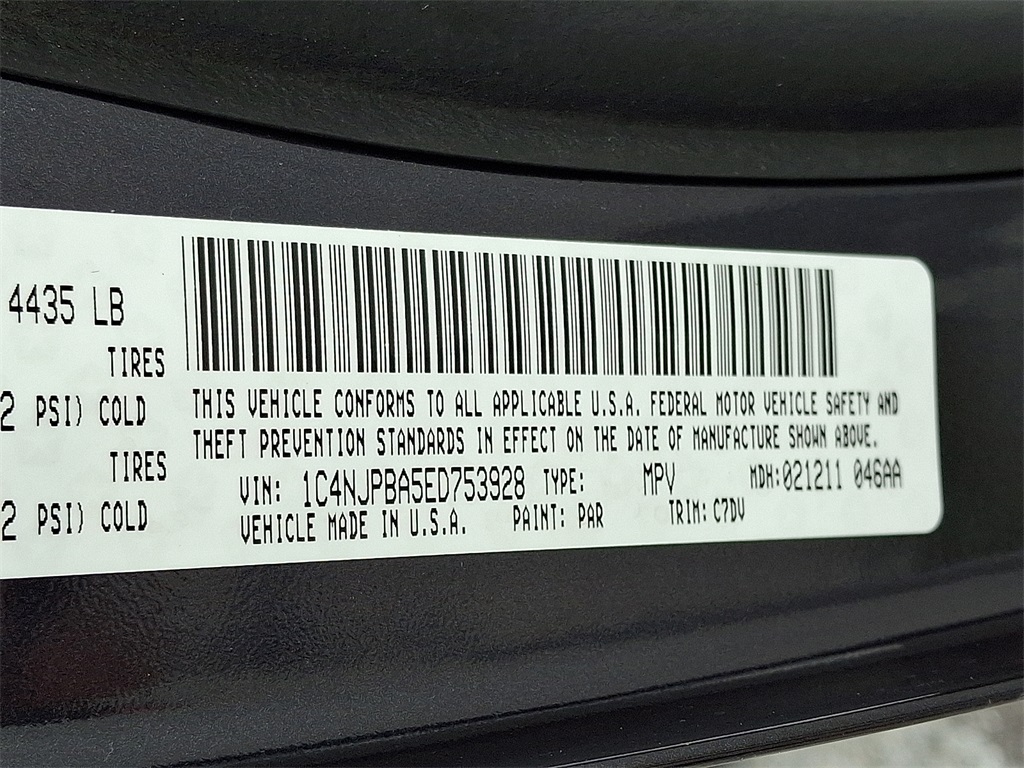 4435 LB
TIRES
2 PSI) COLD
TIRES
2 PSI) COLD
THIS VEHICLE CONFORMS TO ALL APPLICABLE U.S.A. FEDERAL MOTOR VEHICLE SAFETY AND
THEFT PREVENTION STANDARDS IN EFFECT ON THE DATE OF MANUFACTURE SHOWN ABOVE.
VIN: 1C4NJPBA5ED753928 TYPE: MPV MDH:021211 046AA
VEHICLE MADE IN U.S.A. PAINT: PAR TRIM: C7DV